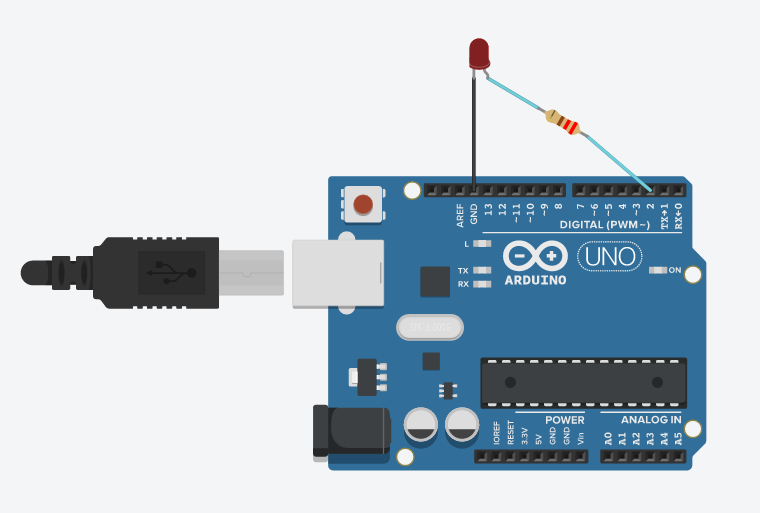 AREF
GND
13
12
~11
~10
~9
8
7
~6
~5
4
~3
2
TX→1
RX←0
DIGITAL (PWM~)
L
TX
RX
ARDUINO
UNO
ON
POWER
ANALOG IN
IOREF
RESET
3.3V
5V
GND
GND
Vin
A0
A1
A2
A3
A4
A5